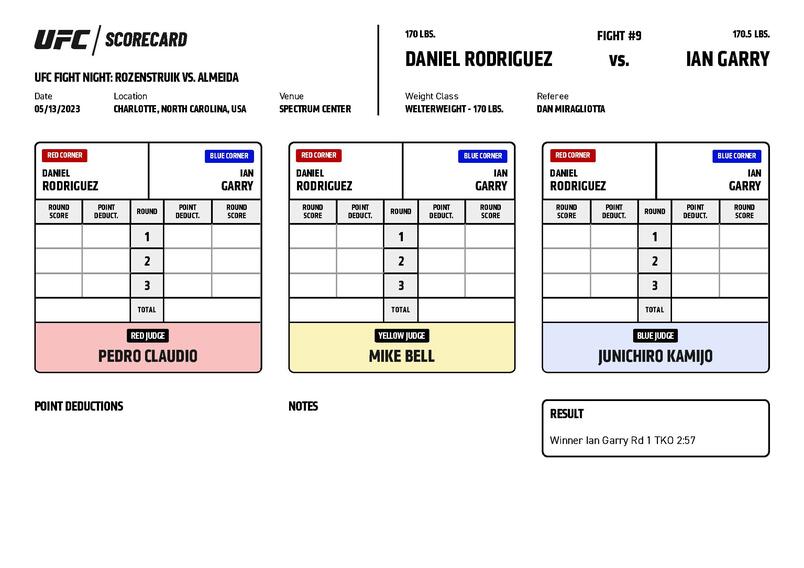 UFC / SCORECARD
UFC FIGHT NIGHT: ROZENSTRUIK VS. ALMEIDA
Date Location Venue
05/13/2023 CHARLOTTE, NORTH CAROLINA, USA SPECTRUM CENTER
170 LBS. FIGHT #9 170.5 LBS.
DANIEL RODRIGUEZ VS. IAN GARRY
Weight Class Referee
WELTERWEIGHT - 170 LBS. DAN MIRAGLIOTTA
RED CORNER BLUE CORNER
DANIEL IAN
RODRIGUEZ GARRY
ROUND POINT ROUND POINT ROUND
SCORE DEDUCT. DEDUCT. SCORE
1
2
3
TOTAL
RED JUDGE
PEDRO CLAUDIO
RED CORNER BLUE CORNER
DANIEL IAN
RODRIGUEZ GARRY
ROUND POINT ROUND POINT ROUND
SCORE DEDUCT. DEDUCT. SCORE
1
2
3
TOTAL
YELLOW JUDGE
MIKE BELL
RED CORNER BLUE CORNER
DANIEL IAN
RODRIGUEZ GARRY
ROUND POINT ROUND POINT ROUND
SCORE DEDUCT. DEDUCT. SCORE
1
2
3
TOTAL
BLUE JUDGE
JUNICHIRO KAMIJO
POINT DEDUCTIONS
NOTES
RESULT
Winner Ian Garry Rd 1 TKO 2:57